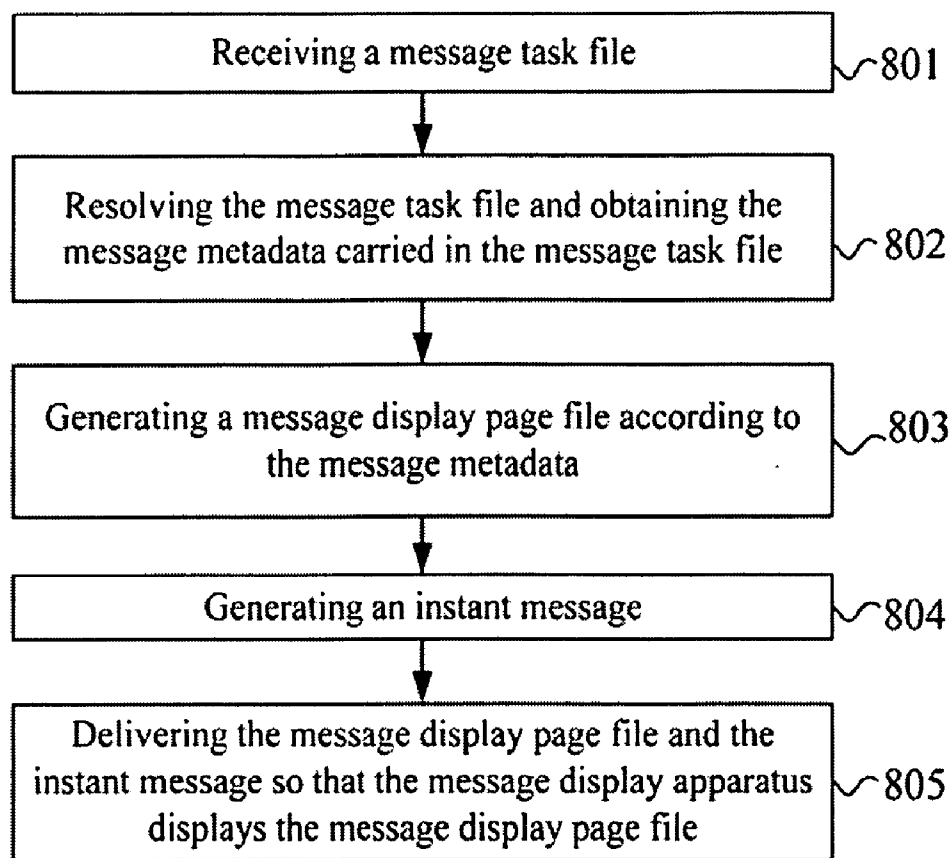 Receiving a message task file
801
Resolving the message task file and obtaining the
message metadata carried in the message task file
802
Generating a message display page file according to
the message metadata
803
Generating an instant message
804
Delivering the message display page file and the
instant message so that the message display apparatus
displays the message display page file
805